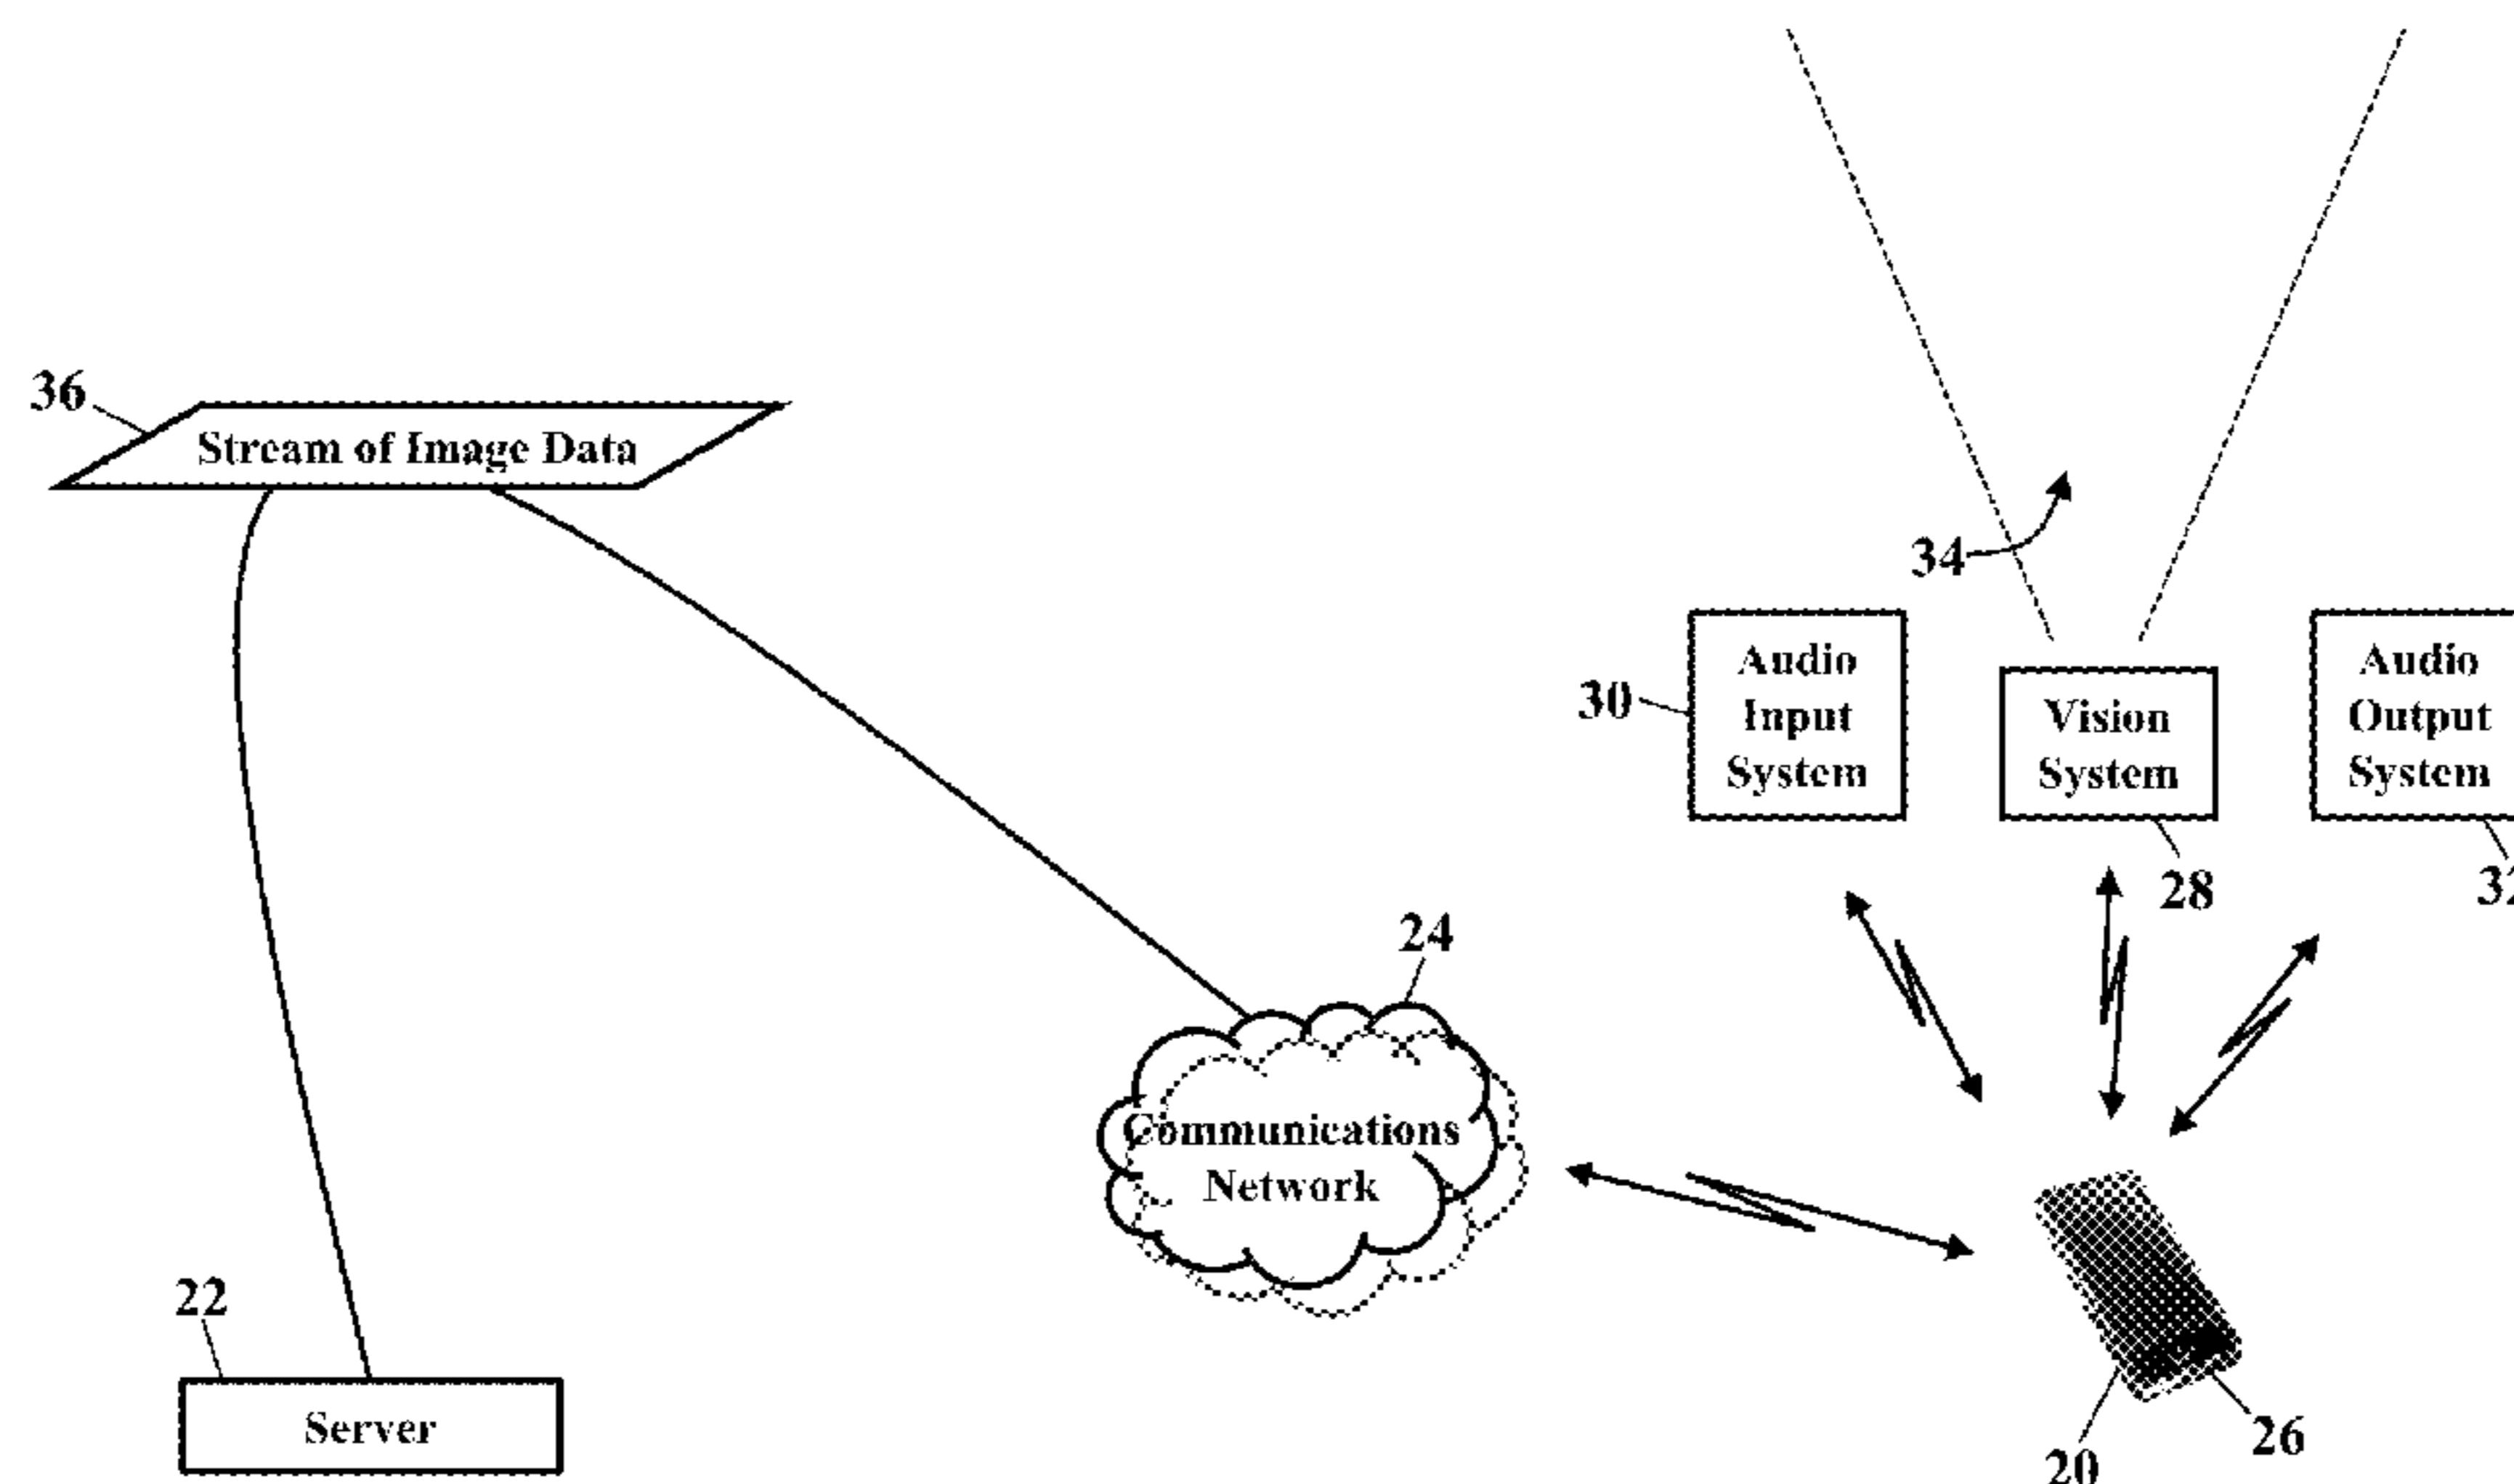 36
Stream of Image Data
34
30
Audio
Input
System
Vision
System
Audio
Output
System
28
32
24
Communications
Network
22
Server
20
26